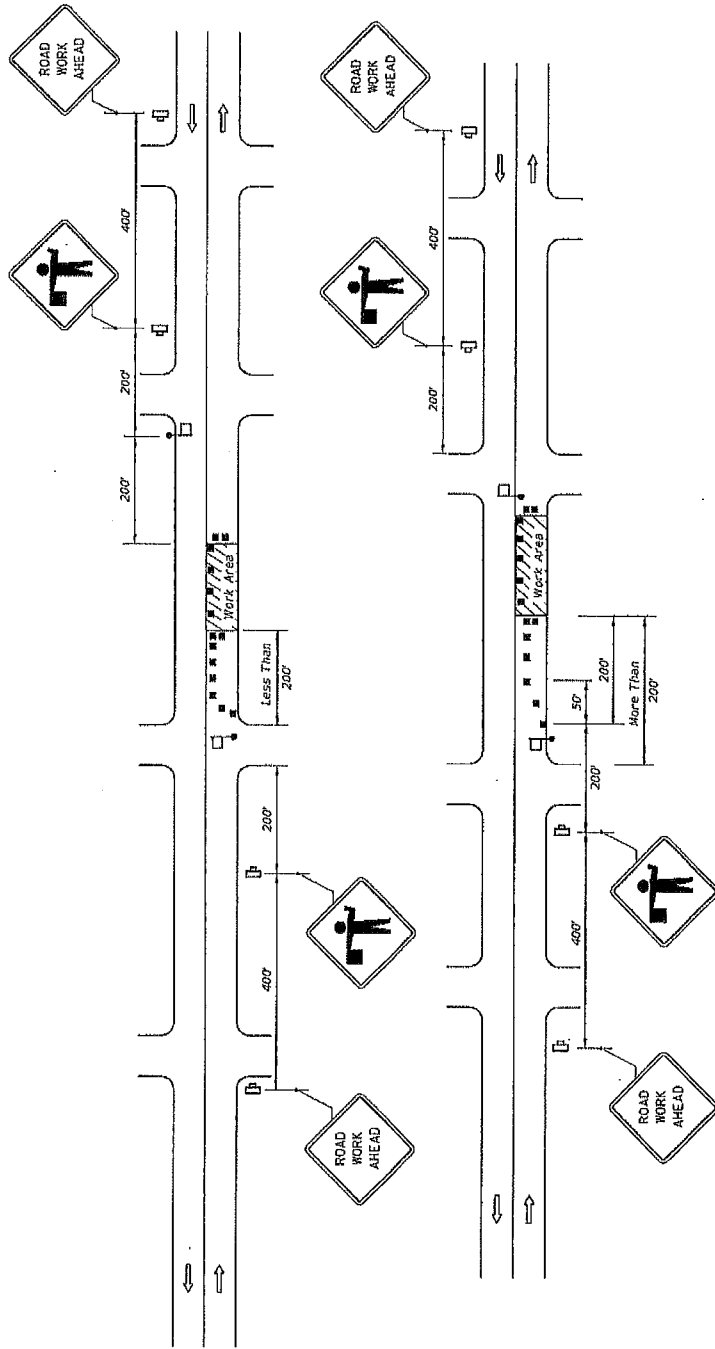 ROAD
WORK
AHEAD
400'
200'
200'
Work Area
Less Than
200'
200'
400'
ROAD
WORK
AHEAD
ROAD
WORK
AHEAD
400'
200'
Work Area
200'
More Than
200'
50'
200'
400'
ROAD
WORK
AHEAD